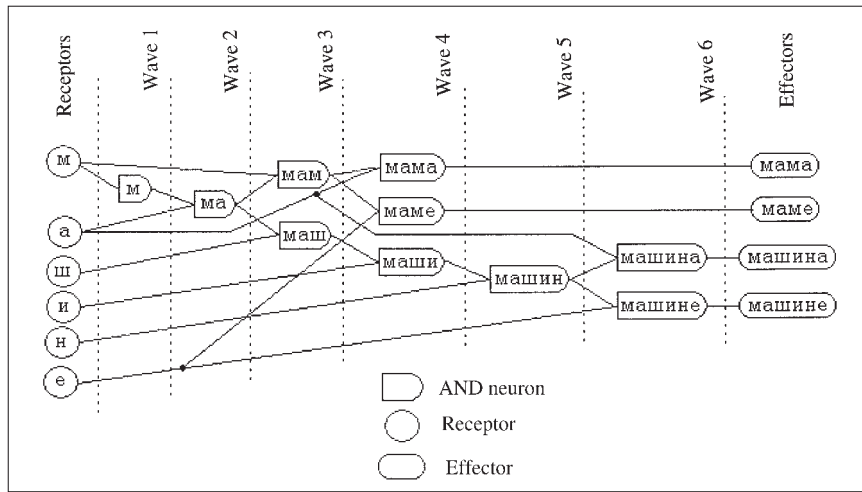 Receptors
Wave 1
Wave 2
Wave 3
Wave 4
Wave 5
Wave 6
Effectors
м
м
мам
мама
мама
ма
маме
маме
а
маш
ш
маши
машина
машина
и
машин
н
машине
машине
е
AND neuron
Receptor
Effector